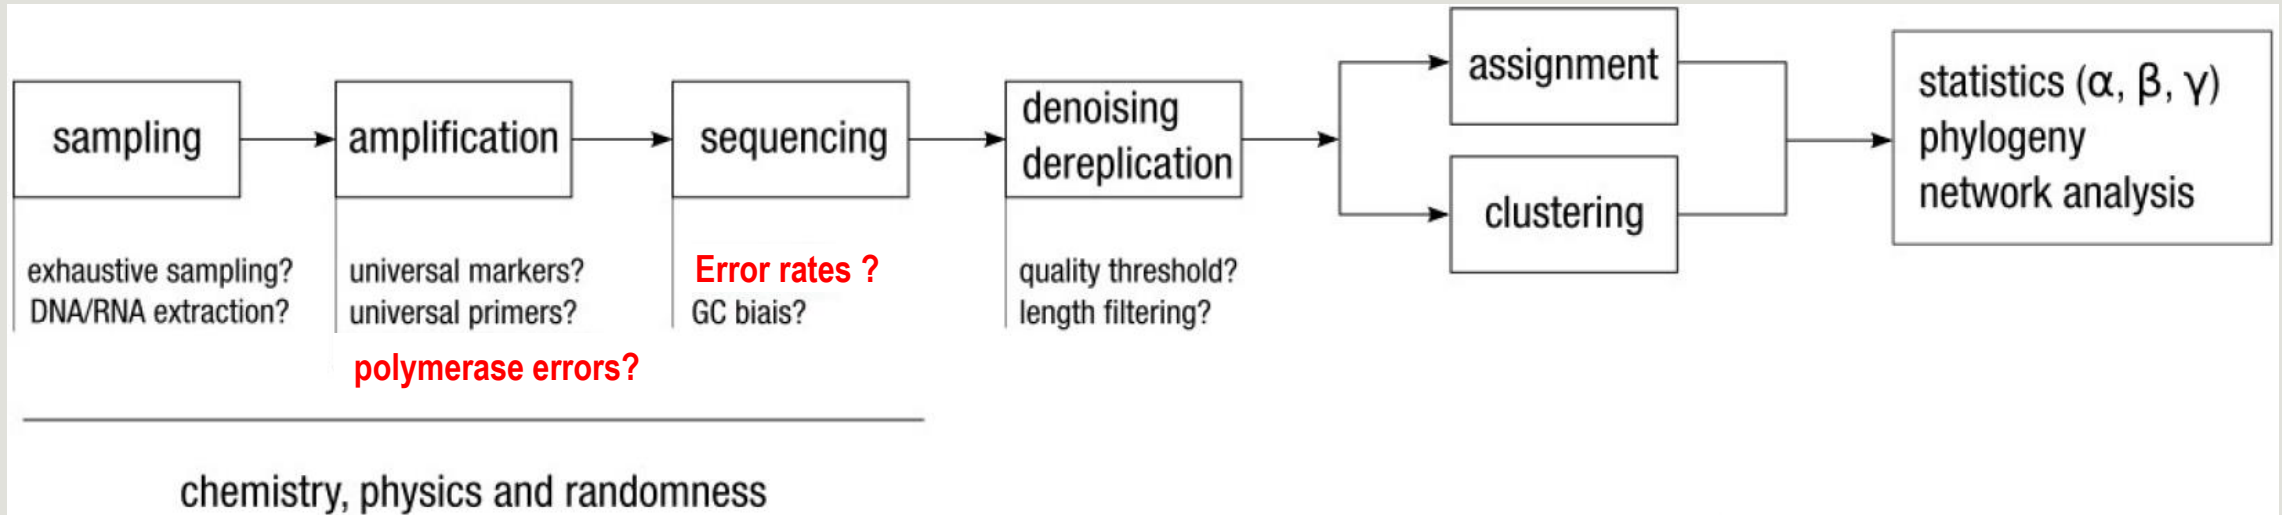 sampling
amplification
sequencing
denoising
dereplication
assignment
clustering
statistics (α, β, γ)
phylogeny
network analysis
exhaustive sampling?
DNA/RNA extraction?
universal markers?
universal primers?
polymerase errors?
Error rates ?
GC biais?
quality threshold?
length filtering?
chemistry, physics and randomness